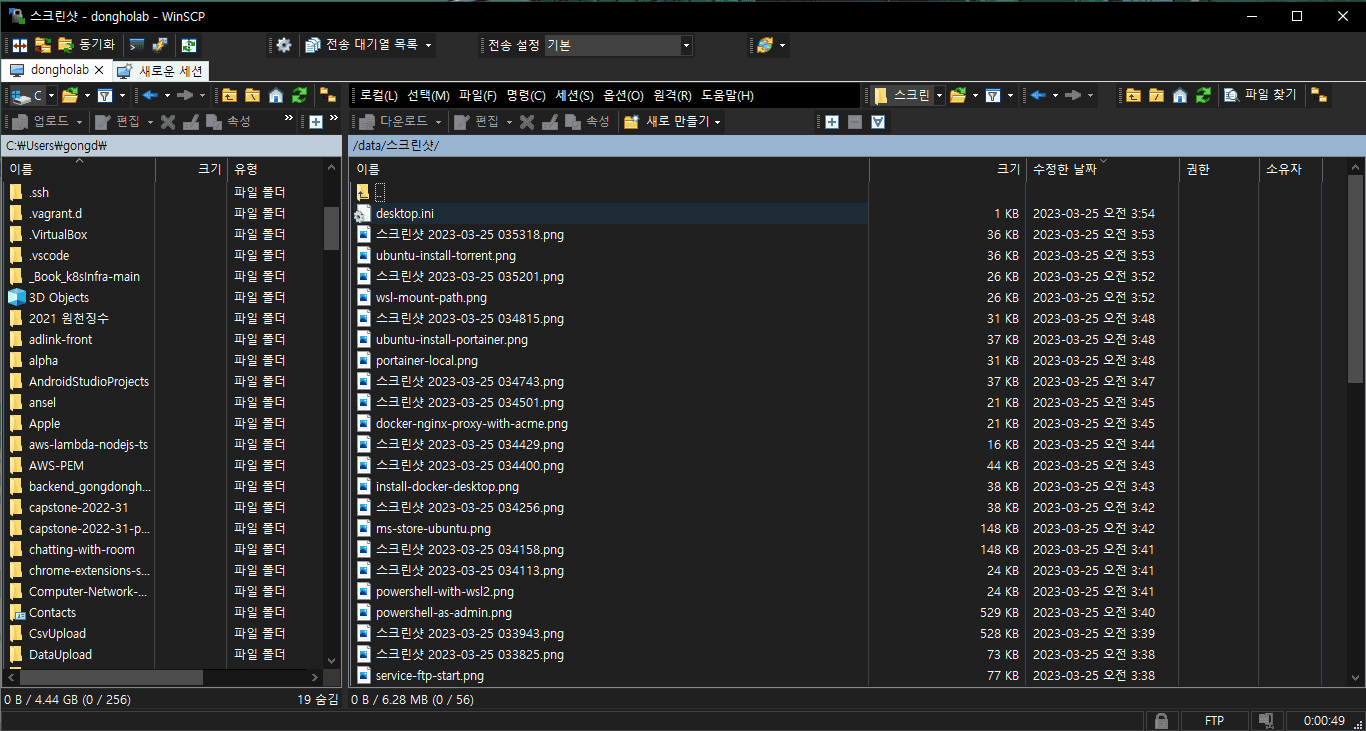 스크린샷 - dongholab - WinSCP
동기화
전송 대기열 목록
전송 설정 기본
dongholab
새로운 세션
C
로컬(L) 선택(M) 파일(F) 명령(C) 세션(S) 옵션(O) 원격(R) 도움말(H)
스크린
파일 찾기
업로드 편집 속성 »
다운로드 편집 속성 새로 만들기
C:₩Users₩gongd₩
이름 크기 유형
.ssh 파일 폴더
.vagrant.d 파일 폴더
.VirtualBox 파일 폴더
.vscode 파일 폴더
_Book_k8sInfra-main 파일 폴더
3D Objects 파일 폴더
2021 원천징수 파일 폴더
adlink-front 파일 폴더
alpha 파일 폴더
AndroidStudioProjects 파일 폴더
ansel 파일 폴더
Apple 파일 폴더
aws-lambda-nodejs-ts 파일 폴더
AWS-PEM 파일 폴더
backend_gongdongh... 파일 폴더
capstone-2022-31 파일 폴더
capstone-2022-31-p... 파일 폴더
chatting-with-room 파일 폴더
chrome-extensions-s... 파일 폴더
Computer-Network-... 파일 폴더
Contacts 파일 폴더
CsvUpload 파일 폴더
DataUpload 파일 폴더
0 B / 4.44 GB (0 / 256) 19 숨김
/data/스크린샷/
이름 크기 수정한 날짜 권한 소유자
..
desktop.ini 1 KB 2023-03-25 오전 3:54
스크린샷 2023-03-25 035318.png 36 KB 2023-03-25 오전 3:53
ubuntu-install-torrent.png 36 KB 2023-03-25 오전 3:53
스크린샷 2023-03-25 035201.png 26 KB 2023-03-25 오전 3:52
wsl-mount-path.png 26 KB 2023-03-25 오전 3:52
스크린샷 2023-03-25 034815.png 31 KB 2023-03-25 오전 3:48
ubuntu-install-portainer.png 37 KB 2023-03-25 오전 3:48
portainer-local.png 31 KB 2023-03-25 오전 3:48
스크린샷 2023-03-25 034743.png 37 KB 2023-03-25 오전 3:47
스크린샷 2023-03-25 034501.png 21 KB 2023-03-25 오전 3:45
docker-nginx-proxy-with-acme.png 21 KB 2023-03-25 오전 3:45
스크린샷 2023-03-25 034429.png 16 KB 2023-03-25 오전 3:44
스크린샷 2023-03-25 034400.png 44 KB 2023-03-25 오전 3:43
install-docker-desktop.png 38 KB 2023-03-25 오전 3:43
스크린샷 2023-03-25 034256.png 38 KB 2023-03-25 오전 3:42
ms-store-ubuntu.png 148 KB 2023-03-25 오전 3:42
스크린샷 2023-03-25 034158.png 148 KB 2023-03-25 오전 3:41
스크린샷 2023-03-25 034113.png 24 KB 2023-03-25 오전 3:41
powershell-with-wsl2.png 24 KB 2023-03-25 오전 3:41
powershell-as-admin.png 529 KB 2023-03-25 오전 3:40
스크린샷 2023-03-25 033943.png 528 KB 2023-03-25 오전 3:39
스크린샷 2023-03-25 033825.png 73 KB 2023-03-25 오전 3:38
service-ftp-start.png 77 KB 2023-03-25 오전 3:38
0 B / 6.28 MB (0 / 56)
FTP 0:00:49